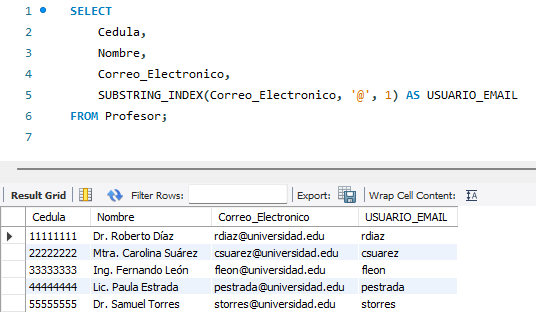 1 SELECT
2 Cedula,
3 Nombre,
4 Correo_Electronico,
5 SUBSTRING_INDEX(Correo_Electronico, '@', 1) AS USUARIO_EMAIL
6 FROM Profesor;
7
Result Grid Filter Rows: Export: Wrap Cell Content:
Cedula Nombre Correo_Electronico USUARIO_EMAIL
11111111 Dr. Roberto Díaz rdiaz@universidad.edu rdiaz
22222222 Mtra. Carolina Suárez csuarez@universidad.edu csuarez
33333333 Ing. Fernando León fleon@universidad.edu fleon
44444444 Lic. Paula Estrada pestrada@universidad.edu pestrada
55555555 Dr. Samuel Torres storres@universidad.edu storres